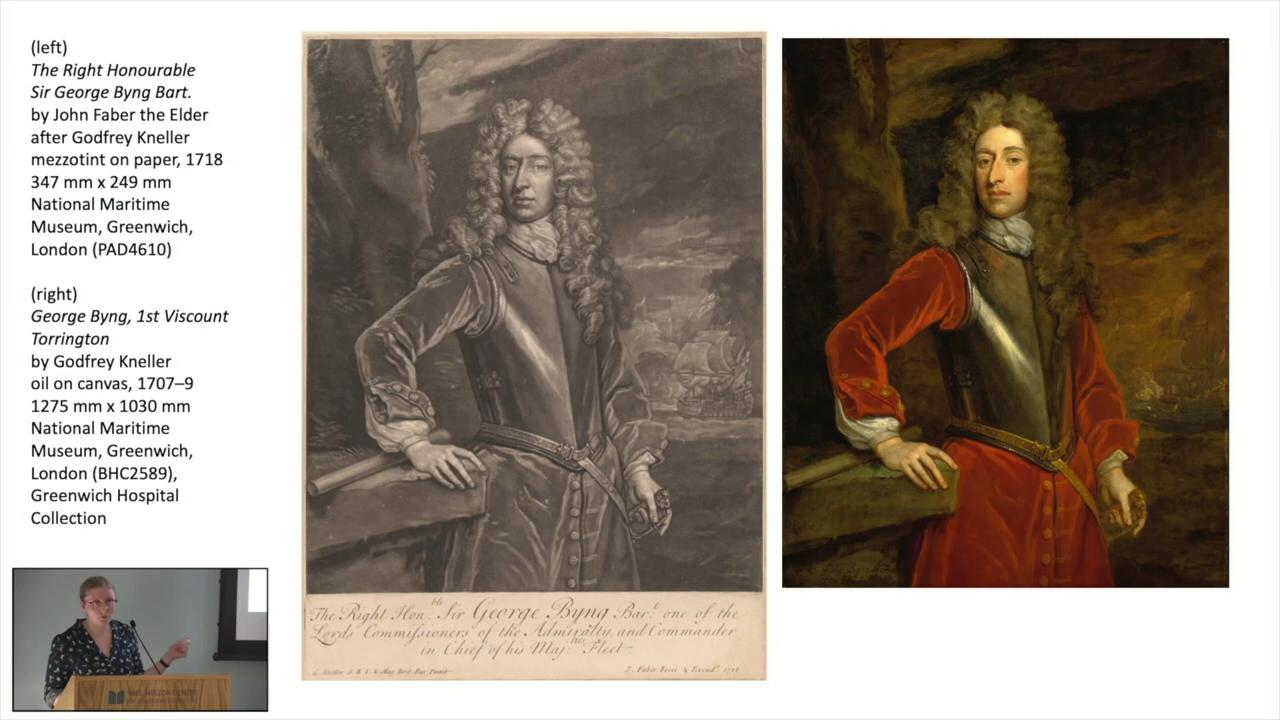 (left)
The Right Honourable
Sir George Byng Bart.
by John Faber the Elder
after Godfrey Kneller
mezzotint on paper, 1718
347 mm x 249 mm
National Maritime
Museum, Greenwich,
London (PAD4610)
(right)
George Byng, 1st Viscount
Torrington
by Godfrey Kneller
oil on canvas, 1707–9
1275 mm x 1030 mm
National Maritime
Museum, Greenwich,
London (BHC2589),
Greenwich Hospital
Collection
The Right Hon:ble Sir George Byng Bar:t one of the
Lords Commissioners of the Admiralty, and Commander
in Chief of his Maj:ties Fleet.
1718
PAUL MELLON CENTRE